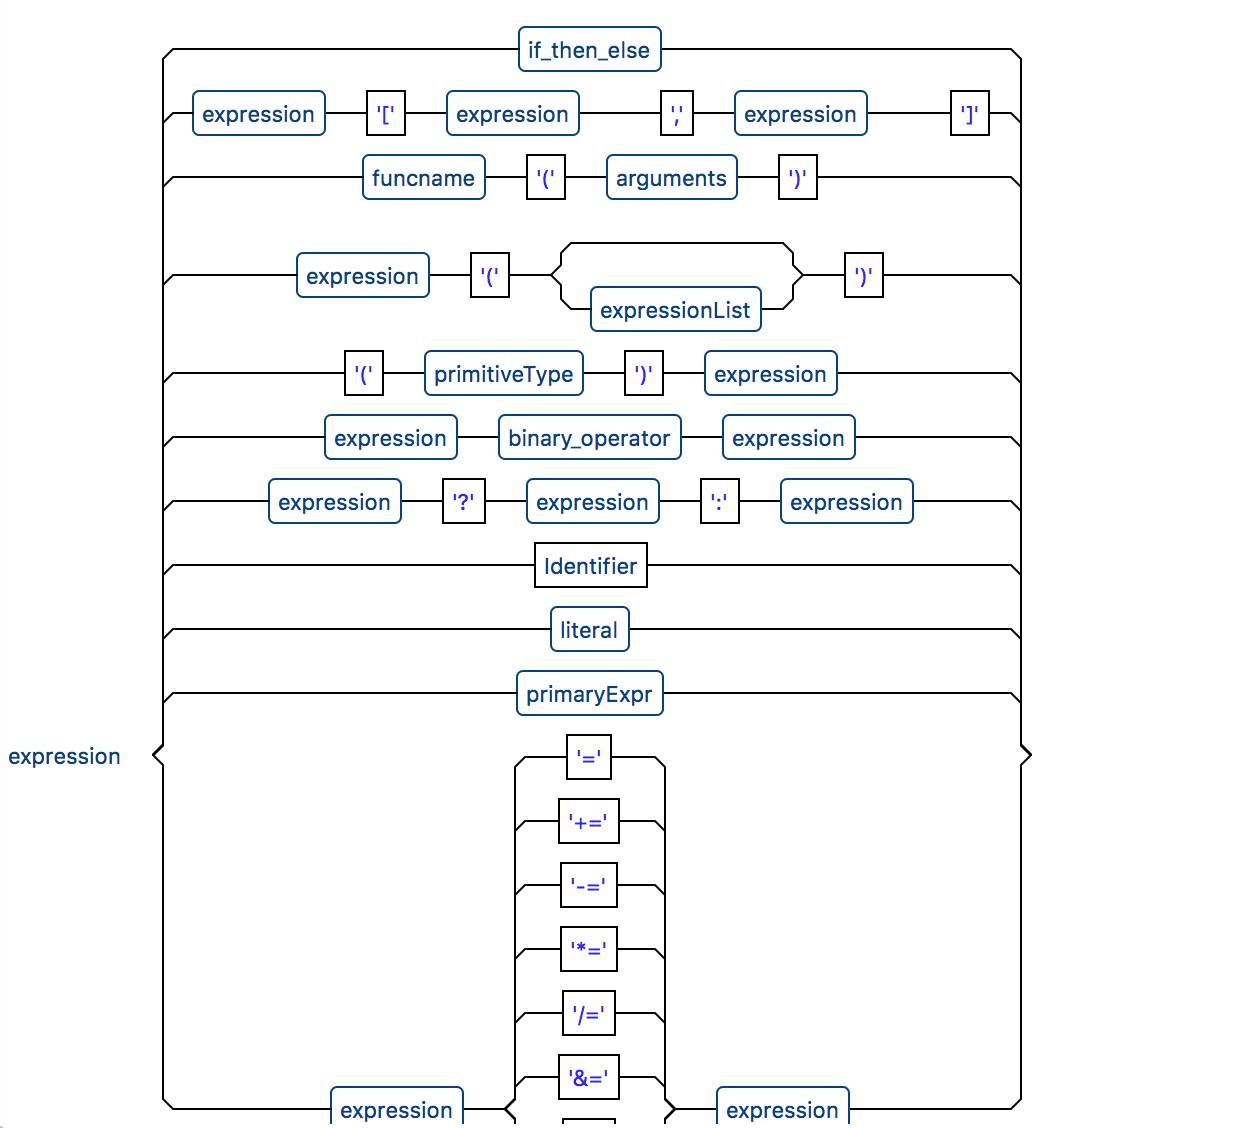 if_then_else
expression '[' expression ',' expression ']'
funcname '(' arguments ')'
expression '(' ')'
expressionList
'(' primitiveType ')' expression
expression binary_operator expression
expression '?' expression ':' expression
Identifier
literal
primaryExpr
expression '='
'+='
'-='
'*='
'/='
'&='
expression expression